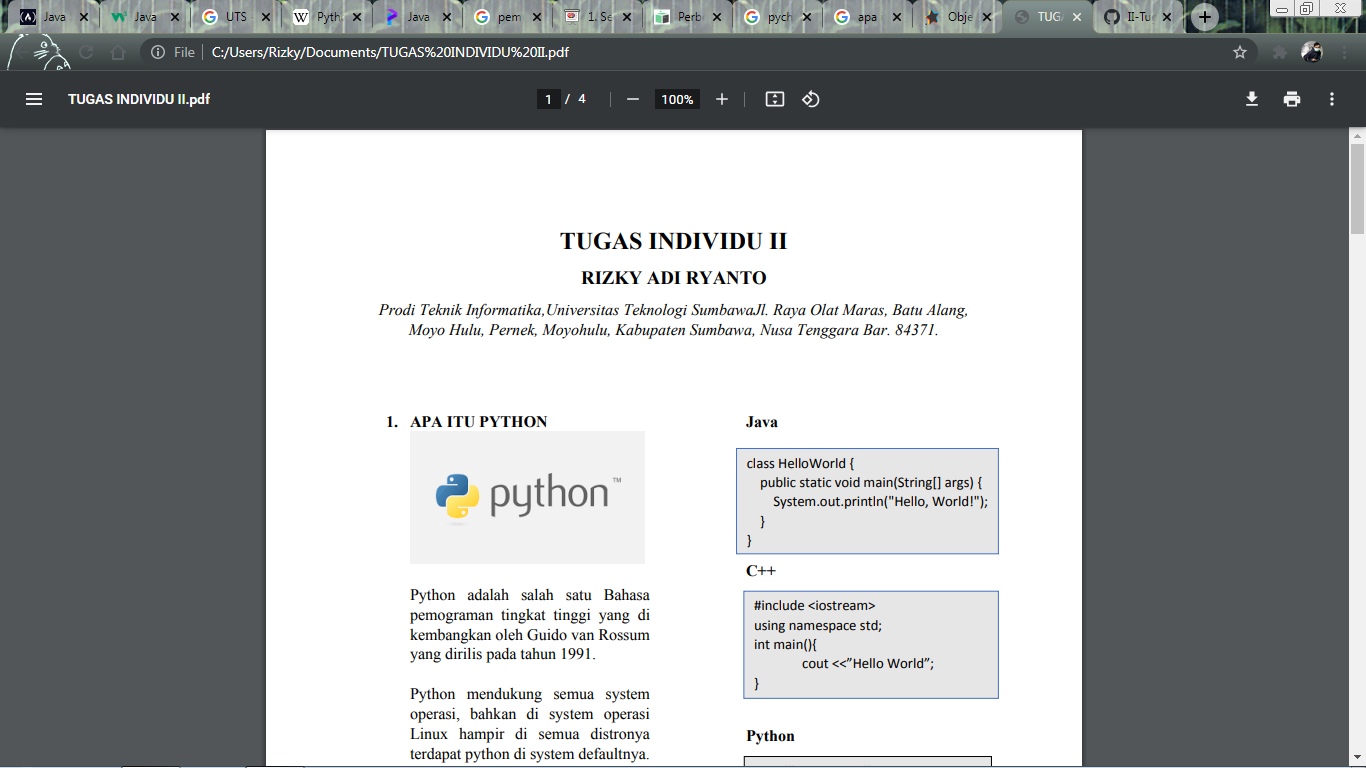 Java
Java
UTS
Pyth
Java
pem
1. Se
Perb
pych
apa
Obje
TUG
II-Tu
File
C:/Users/Rizky/Documents/TUGAS%20INDIVIDU%20II.pdf
TUGAS INDIVIDU II.pdf
1 / 4
100%
TUGAS INDIVIDU II
RIZKY ADI RYANTO
Prodi Teknik Informatika,Universitas Teknologi SumbawaJl. Raya Olat Maras, Batu Alang,
Moyo Hulu, Pernek, Moyohulu, Kabupaten Sumbawa, Nusa Tenggara Bar. 84371.
1. APA ITU PYTHON
python™
Python adalah salah satu Bahasa
pemograman tingkat tinggi yang di
kembangkan oleh Guido van Rossum
yang dirilis pada tahun 1991.
Python mendukung semua system
operasi, bahkan di system operasi
Linux hampir di semua distronya
terdapat python di system defaultnya.
Java
class HelloWorld {
public static void main(String[] args) {
System.out.println("Hello, World!");
}
}
C++
#include <iostream>
using namespace std;
int main(){
cout <<”Hello World”;
}
Python